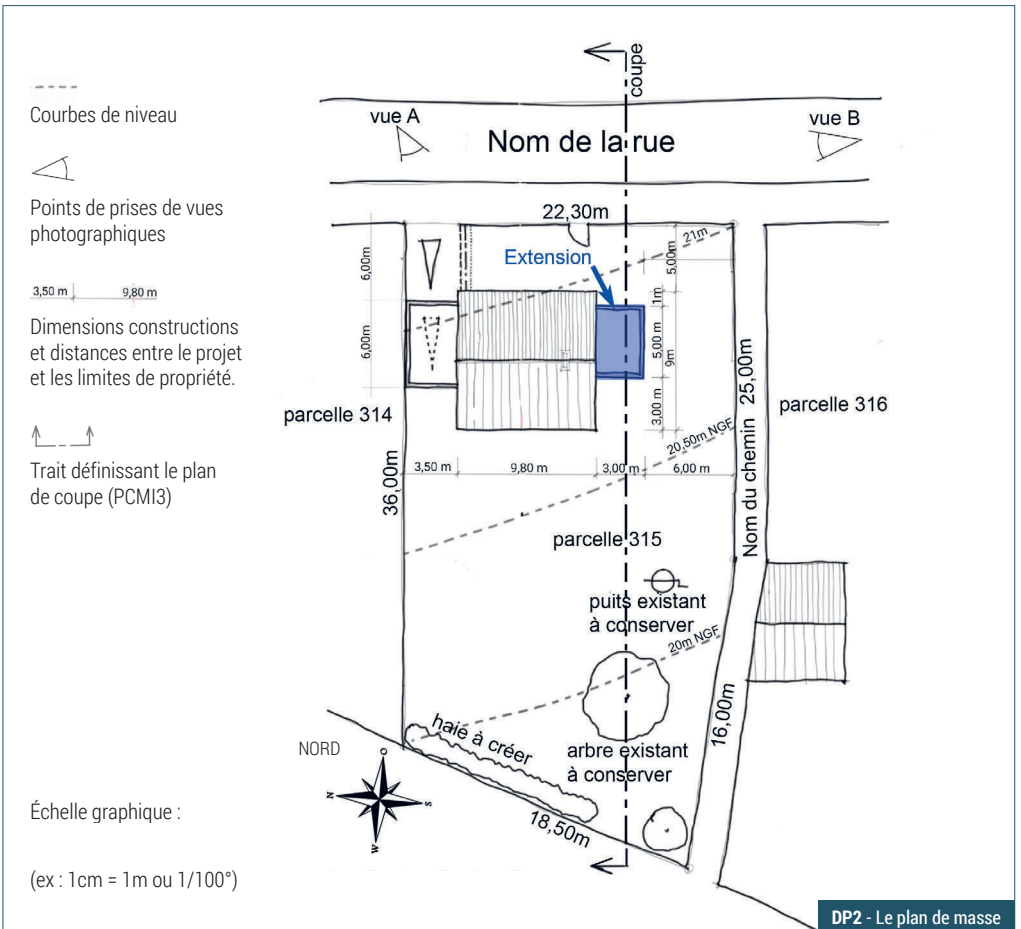 Courbes de niveau
Points de prises de vues
photographiques
3,50 m 9,80 m
Dimensions constructions
et distances entre le projet
et les limites de propriété.
Trait définissant le plan
de coupe (PCMI3)
NORD
Échelle graphique :
(ex : 1cm = 1m ou 1/100°)
coupe
vue A
Nom de la rue
vue B
22,30m
21m
Extension
6,00m
5,00m
1m
6,00m
5,00m
9m
3,00 m
parcelle 314
25,00m
Nom du chemin
parcelle 316
20,50m NGF
3,50 m
9,80 m
3,00 m
6,00 m
36,00m
parcelle 315
puits existant
à conserver
20m NGF
16,00m
haie à créer
arbre existant
à conserver
18,50m
O
N
S
W
DP2 - Le plan de masse